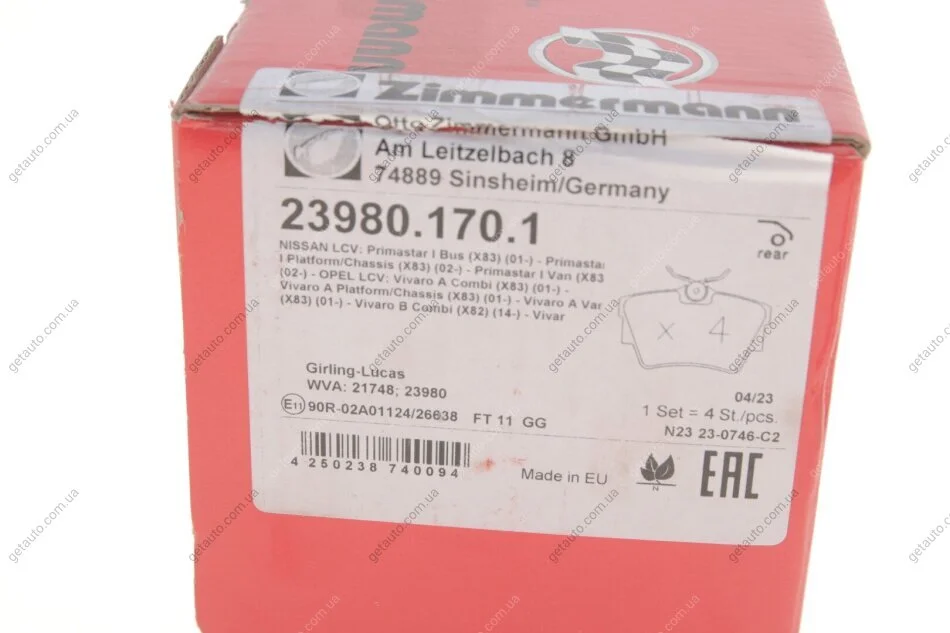 Zimmermann
Otto Zimmermann GmbH
Am Leitzelbach 8
74889 Sinsheim/Germany
23980.170.1
NISSAN LCV: Primastar I Bus (X83) (01-) - Primastar
I Platform/Chassis (X83) (02-) - Primastar I Van (X83
(02-) - OPEL LCV: Vivaro A Combi (X83) (01-) -
Vivaro A Platform/Chassis (X83) (01-) - Vivaro A Van
(X83) (01-) - Vivaro B Combi (X82) (14-) - Vivar
rear
X 4
Girling-Lucas
WVA: 21748; 23980
E11 90R-02A01124/26638 FT 11 GG
04/23
1 Set = 4 St./pcs.
N23 23-0746-C2
4 250238 740094
Made in EU
N
EAC
getauto.com.ua